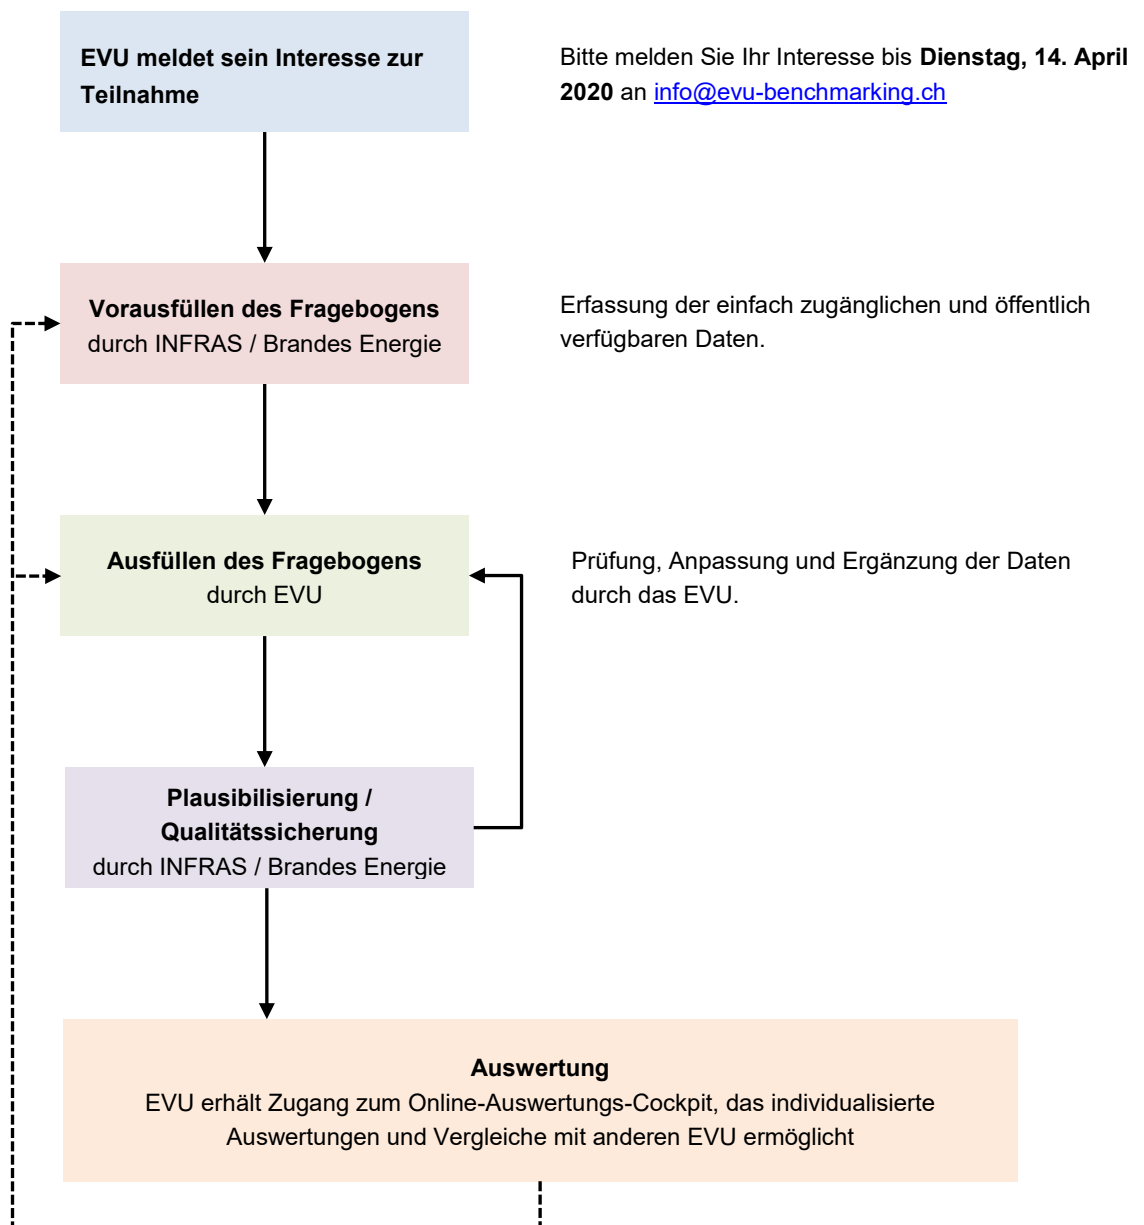 EVU meldet sein Interesse zur
Teilnahme
Bitte melden Sie Ihr Interesse bis Dienstag, 14. April
2020 an info@evu-benchmarking.ch
Vorausfüllen des Fragebogens
durch INFRAS / Brandes Energie
Erfassung der einfach zugänglichen und öffentlich
verfügbaren Daten.
Ausfüllen des Fragebogens
durch EVU
Prüfung, Anpassung und Ergänzung der Daten
durch das EVU.
Plausibilisierung /
Qualitätssicherung
durch INFRAS / Brandes Energie
Auswertung
EVU erhält Zugang zum Online-Auswertungs-Cockpit, das individualisierte
Auswertungen und Vergleiche mit anderen EVU ermöglicht